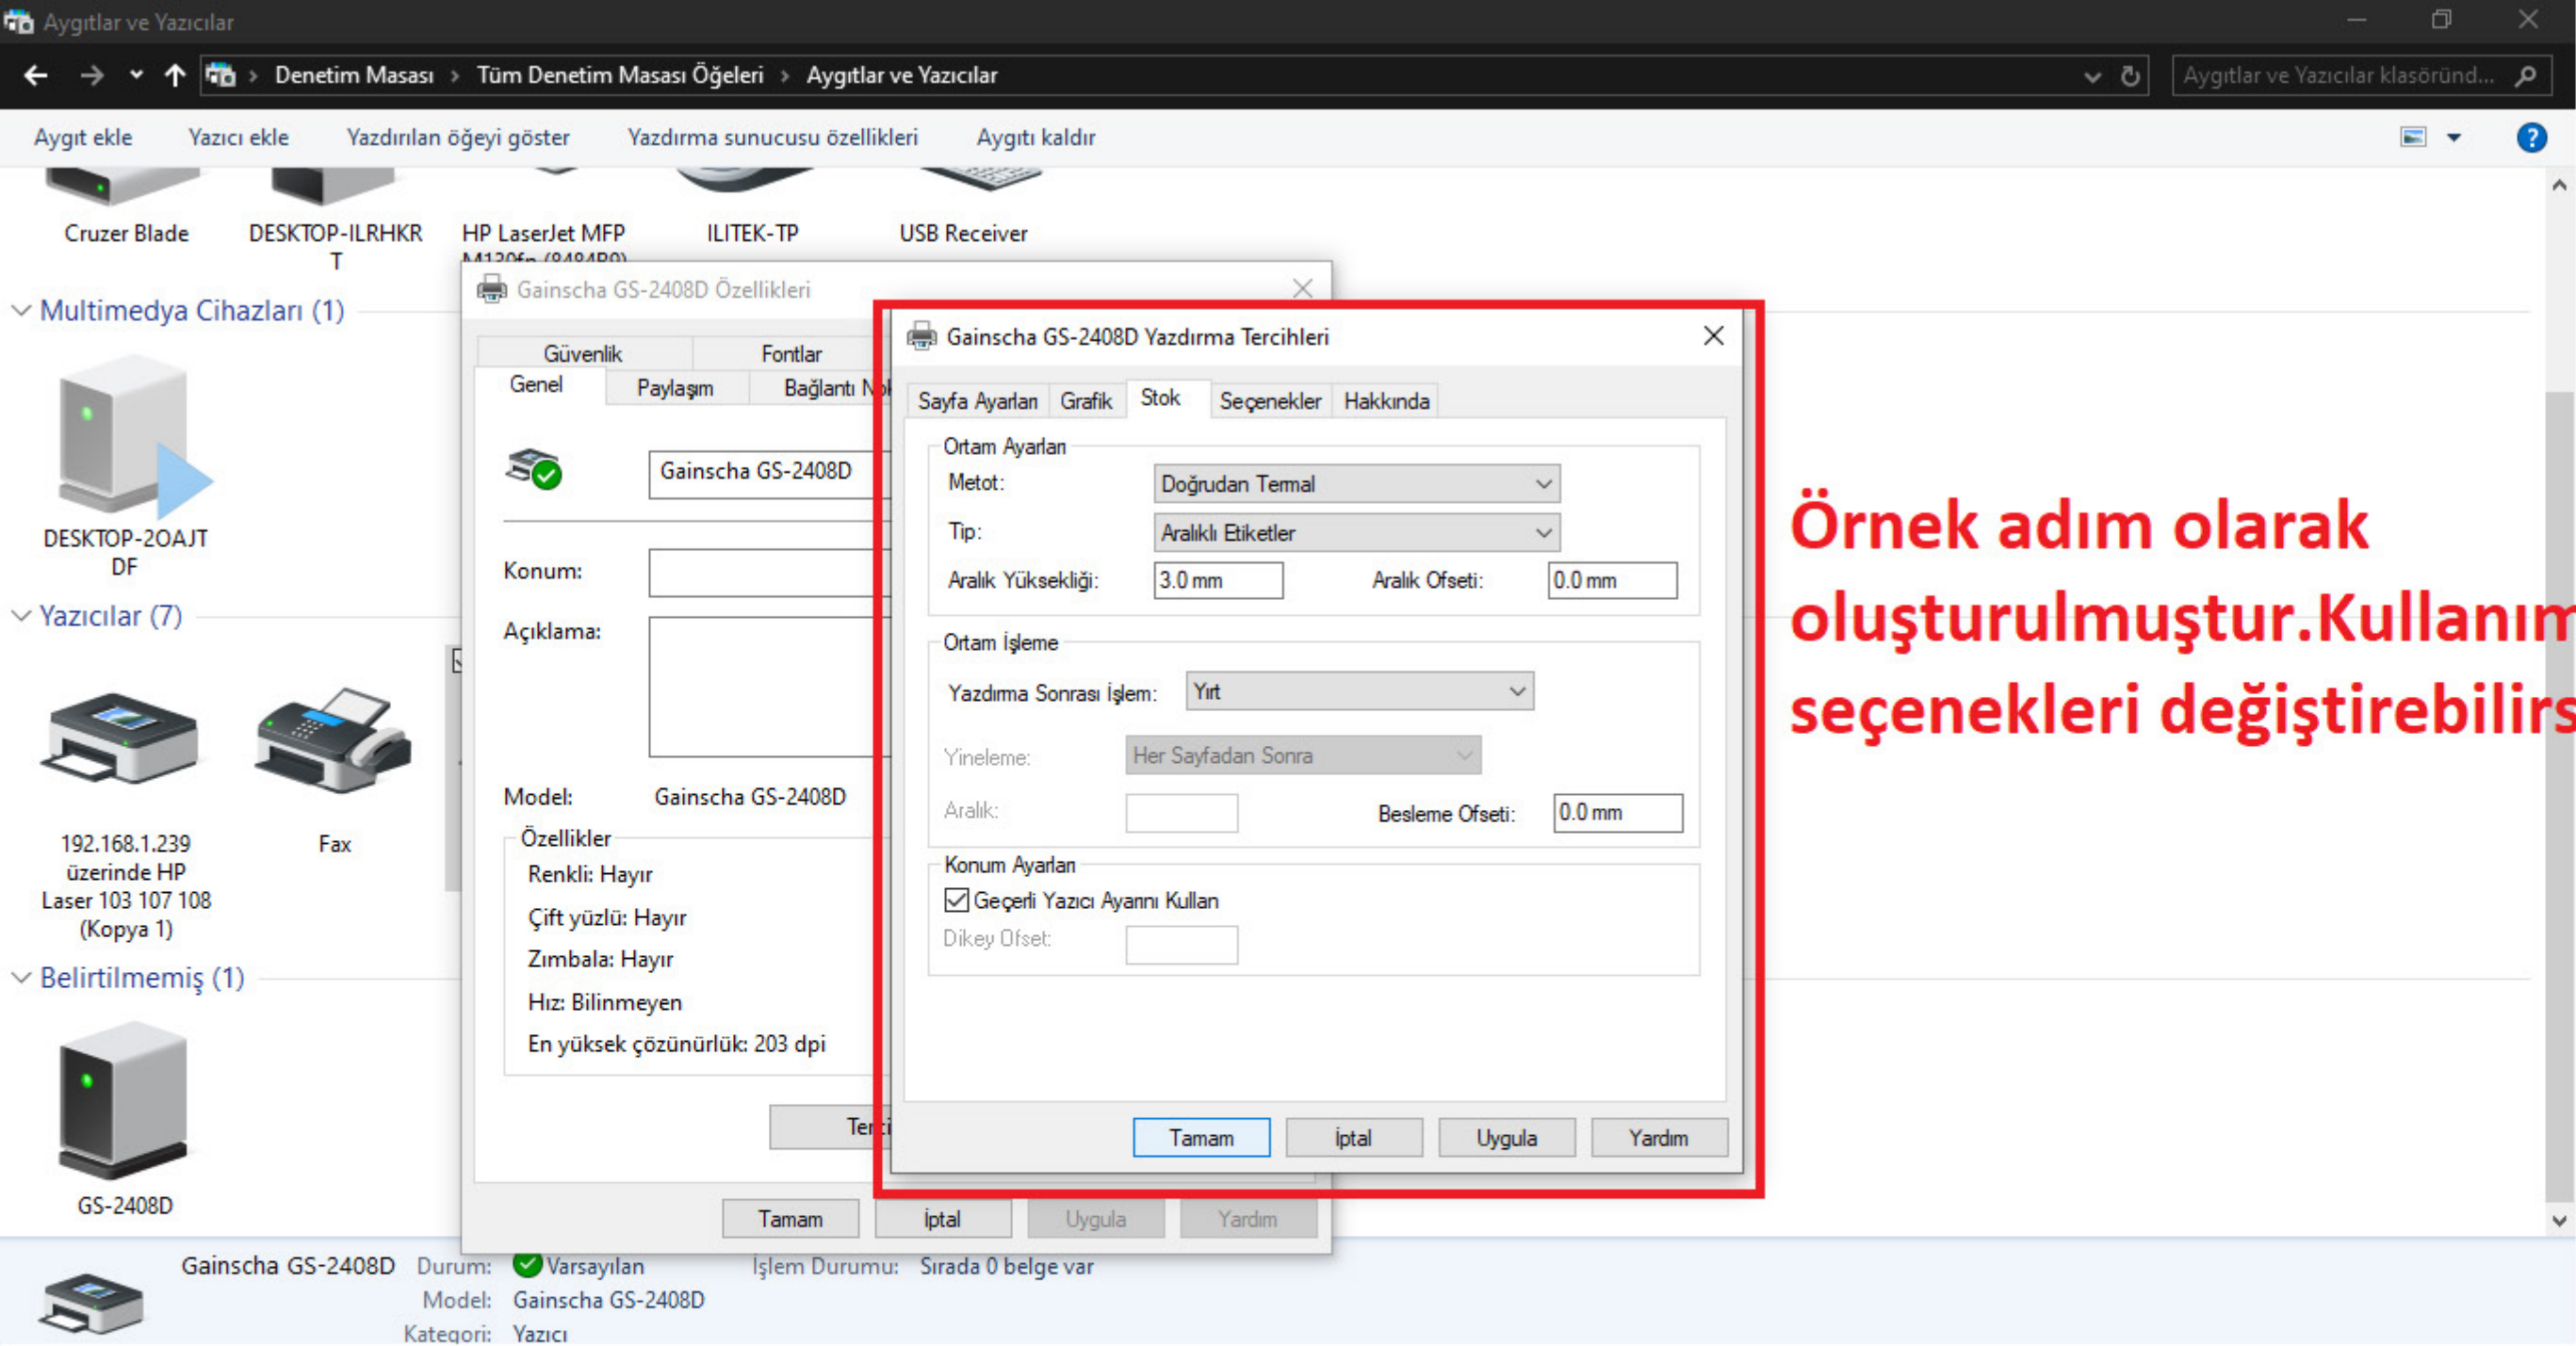 Aygıtlar ve Yazıcılar
Denetim Masası > Tüm Denetim Masası Öğeleri > Aygıtlar ve Yazıcılar
Aygıtlar ve Yazıcılar klasöründ...
Aygıt ekle Yazıcı ekle Yazdırılan öğeyi göster Yazdırma sunucusu özellikleri Aygıtı kaldır
Cruzer Blade
DESKTOP-ILRHKR
T
HP LaserJet MFP
M130fn (8484B9)
ILITEK-TP
USB Receiver
Multimedya Cihazları (1)
DESKTOP-2OAJT
DF
Yazıcılar (7)
192.168.1.239
üzerinde HP
Laser 103 107 108
(Kopya 1)
Fax
Belirtilmemiş (1)
GS-2408D
Gainscha GS-2408D Özellikleri
Güvenlik Fontlar
Genel Paylaşım Bağlantı Nok
Gainscha GS-2408D
Konum:
Açıklama:
Model: Gainscha GS-2408D
Özellikler
Renkli: Hayır
Çift yüzlü: Hayır
Zımbala: Hayır
Hız: Bilinmeyen
En yüksek çözünürlük: 203 dpi
Terci
Tamam İptal Uygula Yardım
Gainscha GS-2408D Yazdırma Tercihleri
Sayfa Ayarları Grafik Stok Seçenekler Hakkında
Ortam Ayarları
Metot: Doğrudan Termal
Tip: Aralıklı Etiketler
Aralık Yüksekliği: 3.0 mm Aralık Ofseti: 0.0 mm
Ortam İşleme
Yazdırma Sonrası İşlem: Yırt
Yineleme: Her Sayfadan Sonra
Aralık: Besleme Ofseti: 0.0 mm
Konum Ayarları
Geçerli Yazıcı Ayarını Kullan
Dikey Ofset:
Tamam İptal Uygula Yardım
Örnek adım olarak
oluşturulmuştur.Kullanım
seçenekleri değiştirebilirs
Gainscha GS-2408D Durum: Varsayılan İşlem Durumu: Sırada 0 belge var
Model: Gainscha GS-2408D
Kategori: Yazıcı